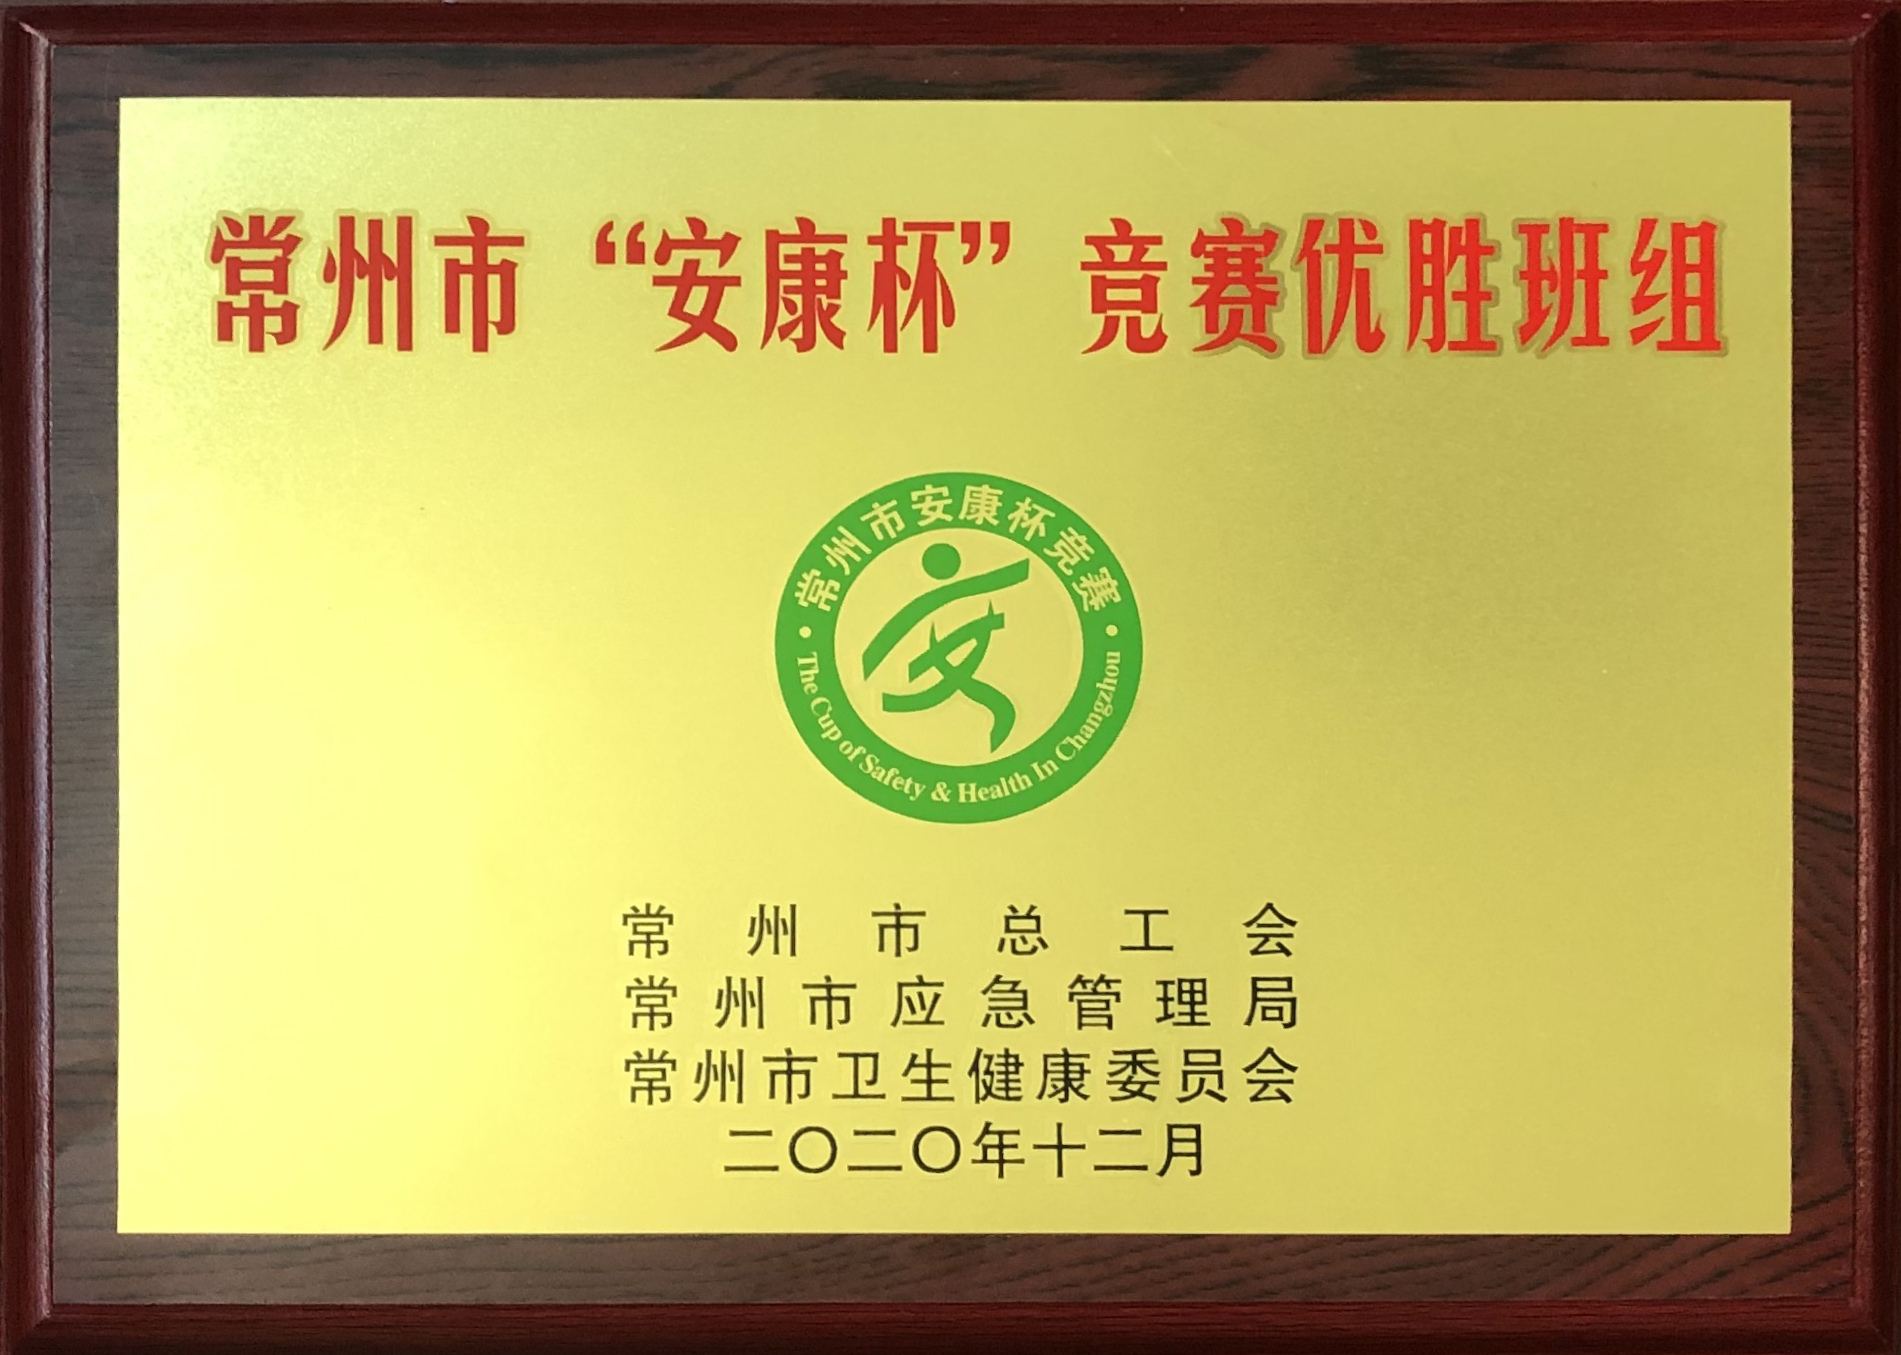 常州市“安康杯”竞赛优胜班组
常州市安康杯竞赛
The Cup of Safety & Health In Changzhou
常州市总工会
常州市应急管理局
常州市卫生健康委员会
二〇二〇年十二月